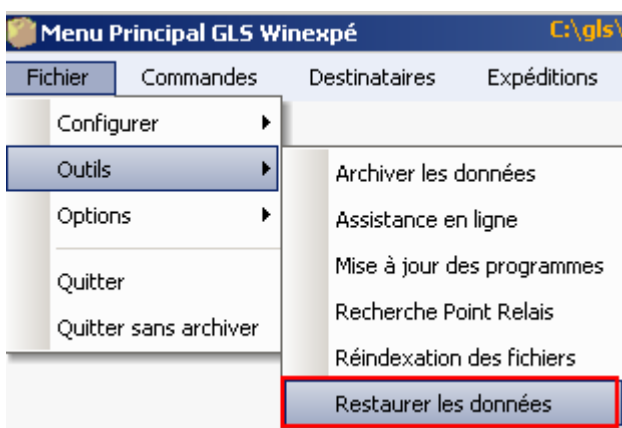 Menu Principal GLS Winexpé C:\gls\
Fichier Commandes Destinataires Expéditions
Configurer
Outils
Options
Quitter
Quitter sans archiver
Archiver les données
Assistance en ligne
Mise à jour des programmes
Recherche Point Relais
Réindexation des fichiers
Restaurer les données